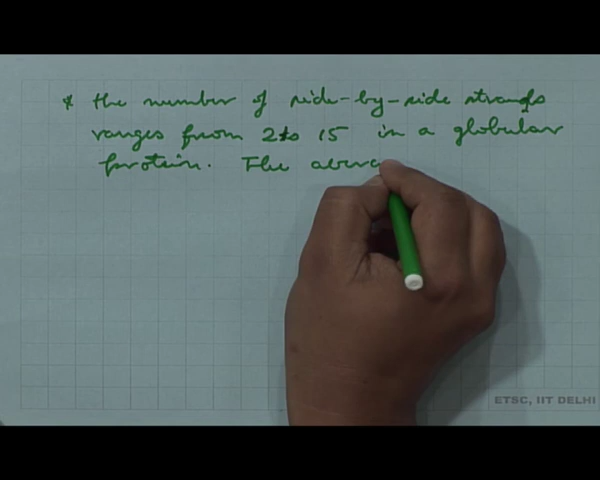 * the number of side-by-side strands
ranges from 2 to 15 in a globular
protein. The avera
ETSC, IIT DELHI